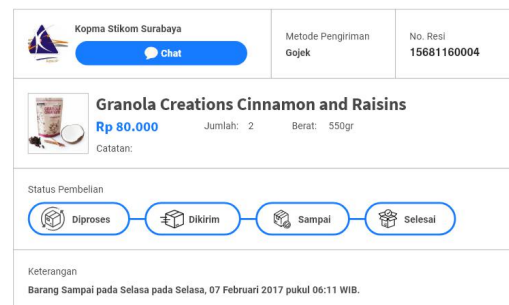 Kopma Stikom Surabaya
Chat
Metode Pengiriman
Gojek
No. Resi
15681160004
Granola Creations Cinnamon and Raisins
Rp 80.000 Jumlah: 2 Berat: 550gr
Catatan:
Status Pembelian
Diproses Dikirim Sampai Selesai
Keterangan
Barang Sampai pada Selasa pada Selasa, 07 Februari 2017 pukul 06:11 WIB.